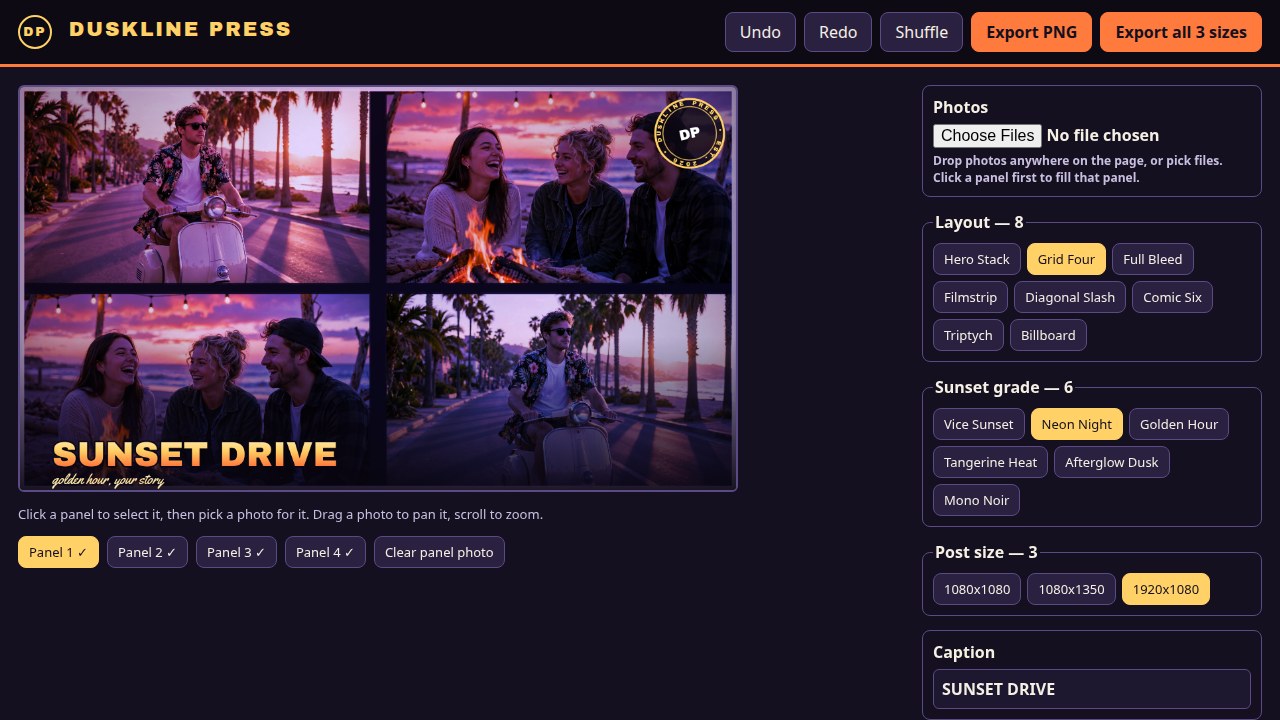 DP
DUSKLINE PRESS
Undo
Redo
Shuffle
Export PNG
Export all 3 sizes
DUSKLINE PRESS • EST 2026 •
DP
SUNSET DRIVE
golden hour, your story
Click a panel to select it, then pick a photo for it. Drag a photo to pan it, scroll to zoom.
Panel 1 ✓
Panel 2 ✓
Panel 3 ✓
Panel 4 ✓
Clear panel photo
Photos
Choose Files No file chosen
Drop photos anywhere on the page, or pick files.
Click a panel first to fill that panel.
Layout — 8
Hero Stack
Grid Four
Full Bleed
Filmstrip
Diagonal Slash
Comic Six
Triptych
Billboard
Sunset grade — 6
Vice Sunset
Neon Night
Golden Hour
Tangerine Heat
Afterglow Dusk
Mono Noir
Post size — 3
1080x1080
1080x1350
1920x1080
Caption
SUNSET DRIVE